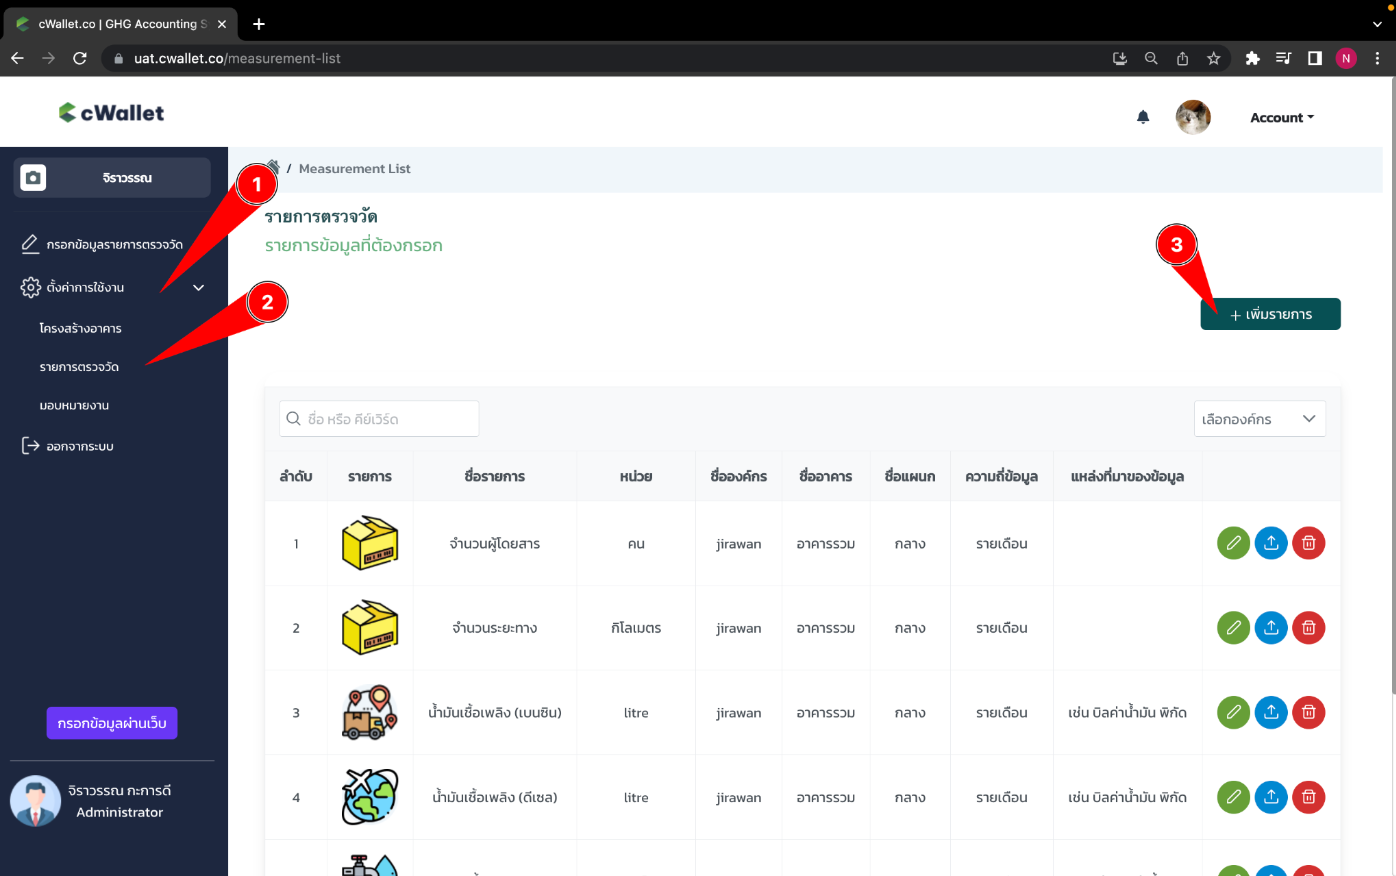 cWallet.co | GHG Accounting S
uat.cwallet.co/measurement-list
N
cWallet
Account
จิราวรรณ
กรอกข้อมูลรายการตรวจวัด
ตั้งค่าการใช้งาน
โครงสร้างอาคาร
รายการตรวจวัด
มอบหมายงาน
ออกจากระบบ
กรอกข้อมูลผ่านเว็บ
จิราวรรณ กะการดี
Administrator
1
2
3
/ Measurement List
รายการตรวจวัด
รายการข้อมูลที่ต้องกรอก
+ เพิ่มรายการ
ชื่อ หรือ คีย์เวิร์ด
เลือกองค์กร
ลำดับ รายการ ชื่อรายการ หน่วย ชื่อองค์กร ชื่ออาคาร ชื่อแผนก ความถี่ข้อมูล แหล่งที่มาของข้อมูล
1 จำนวนผู้โดยสาร คน jirawan อาคารรวม กลาง รายเดือน
2 จำนวนระยะทาง กิโลเมตร jirawan อาคารรวม กลาง รายเดือน
3 น้ำมันเชื้อเพลิง (เบนซิน) litre jirawan อาคารรวม กลาง รายเดือน เช่น บิลค่าน้ำมัน พิกัด
4 น้ำมันเชื้อเพลิง (ดีเซล) litre jirawan อาคารรวม กลาง รายเดือน เช่น บิลค่าน้ำมัน พิกัด